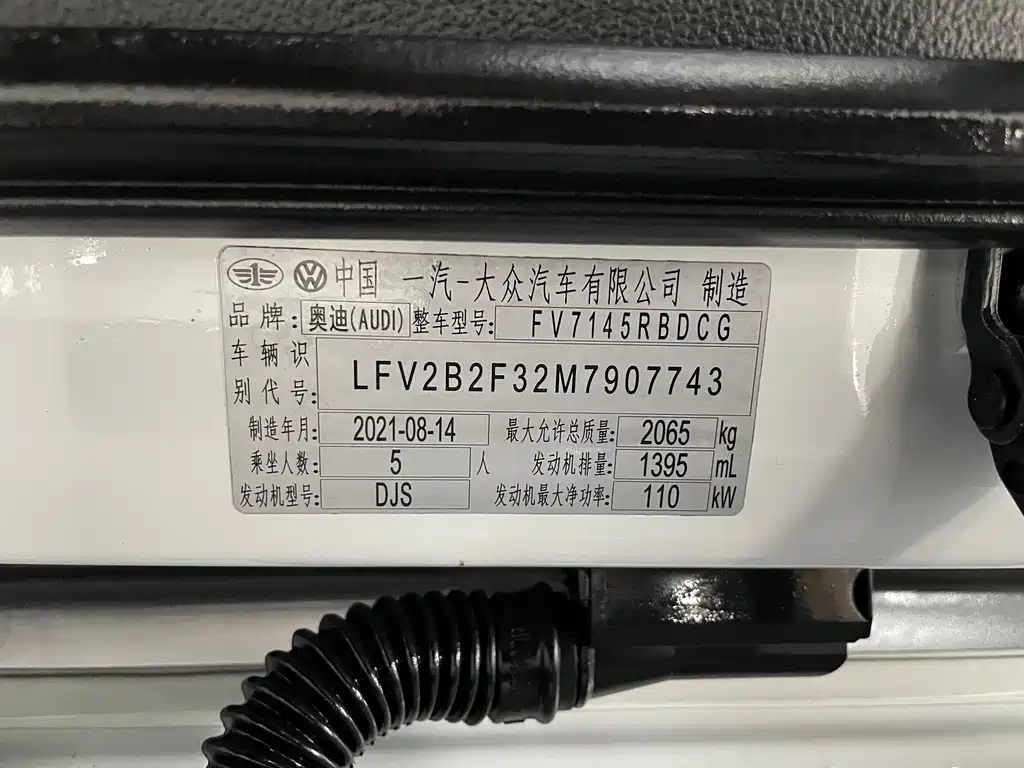 中国 一汽-大众汽车有限公司 制造
品牌: 奥迪(AUDI) 整车型号: FV7145RBDCG
车辆识别代号: LFV2B2F32M7907743
制造年月: 2021-08-14 最大允许总质量: 2065 kg
乘坐人数: 5 人 发动机排量: 1395 mL
发动机型号: DJS 发动机最大净功率: 110 kW